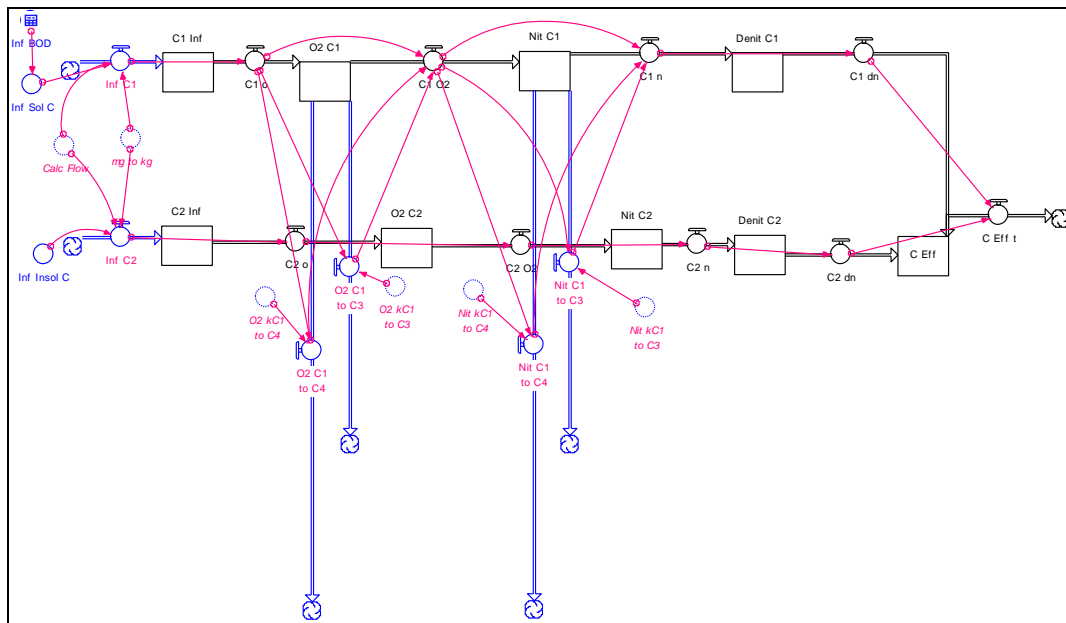 Inf BOD
C1 Inf
O2 C1
Nit C1
Denit C1
Inf Sol C
Inf C1
C1 o
C1 O2
C1 n
C1 dn
Calc Flow
mg to kg
C2 Inf
O2 C2
Nit C2
Denit C2
C Eff t
Inf Insol C
Inf C2
C2 o
C2 O2
C2 n
C2 dn
C Eff
O2 C1
to C3
O2 kC1
to C3
Nit C1
to C3
O2 kC1
to C4
Nit kC1
to C4
Nit kC1
to C3
O2 C1
to C4
Nit C1
to C4